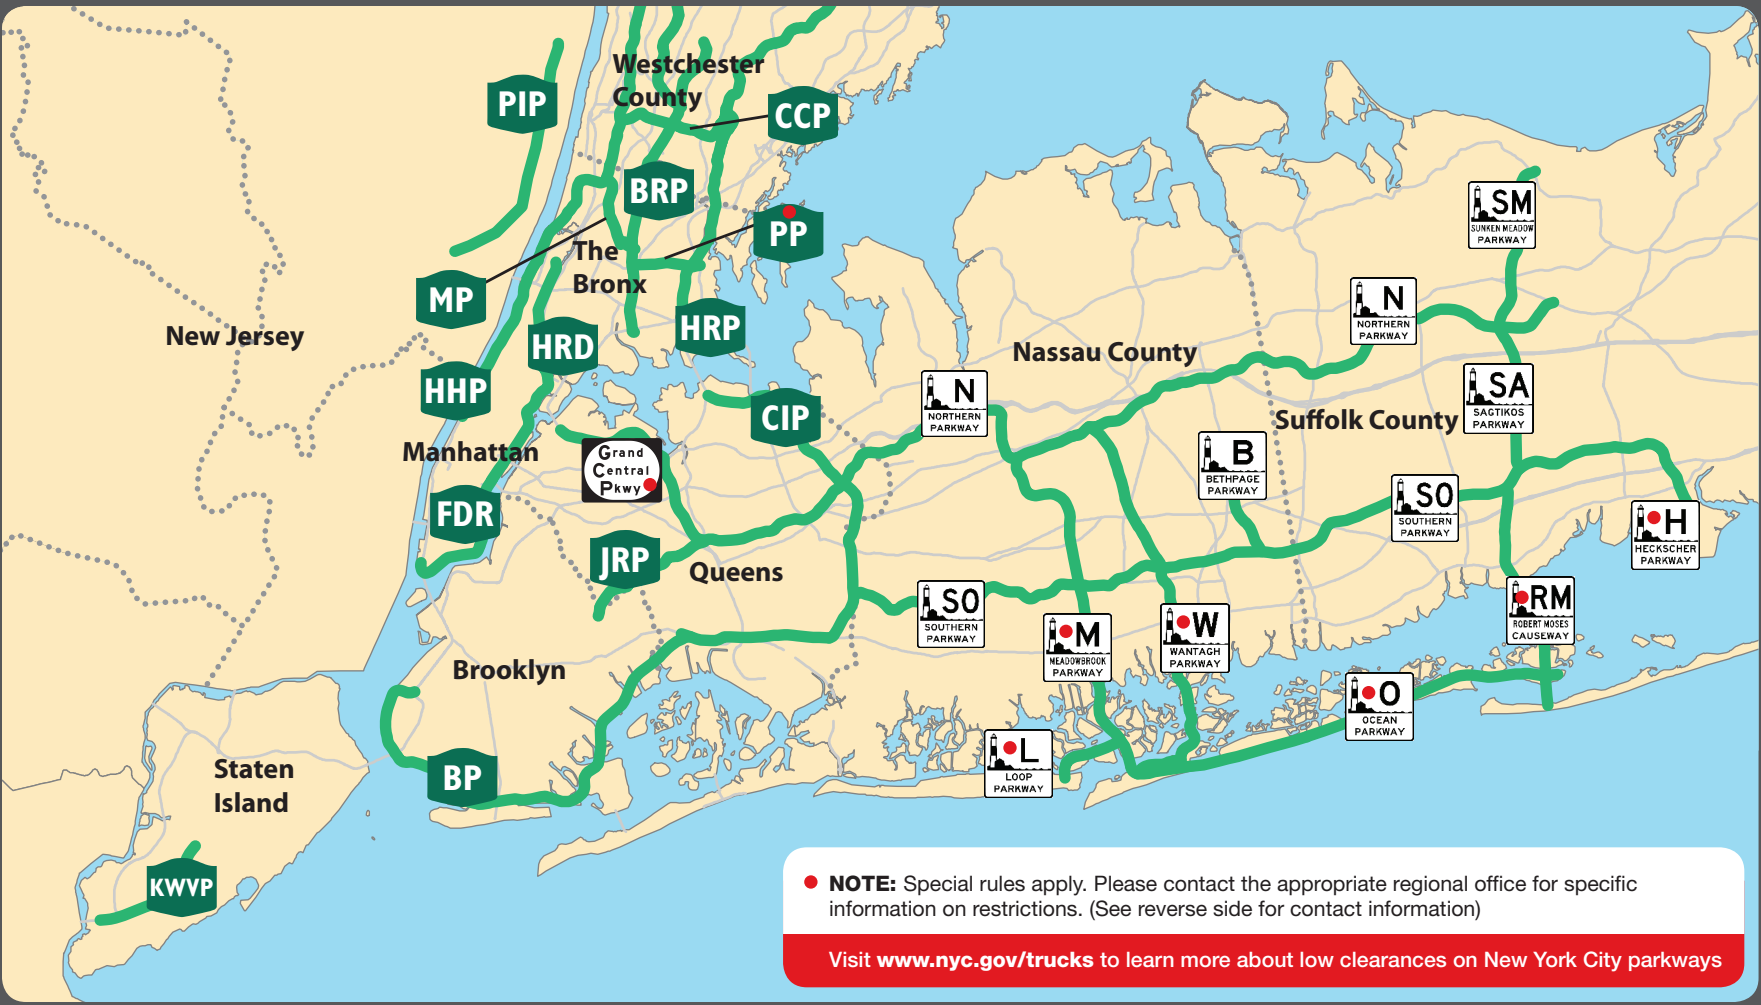 Westchester
County
PIP
CCP
BRP
PP
The
Bronx
MP
New Jersey
HRP
HRD
HHP
CIP
Manhattan
Grand
Central
Pkwy
FDR
JRP
Queens
Brooklyn
BP
Staten
Island
KWVP
SM
SUNKEN MEADOW
PARKWAY
N
NORTHERN
PARKWAY
Nassau County
N
NORTHERN
PARKWAY
SA
SAGTIKOS
PARKWAY
Suffolk County
B
BETHPAGE
PARKWAY
SO
SOUTHERN
PARKWAY
H
HECKSCHER
PARKWAY
SO
SOUTHERN
PARKWAY
RM
ROBERT MOSES
CAUSEWAY
M
MEADOWBROOK
PARKWAY
W
WANTAGH
PARKWAY
O
OCEAN
PARKWAY
L
LOOP
PARKWAY
NOTE: Special rules apply. Please contact the appropriate regional office for specific
information on restrictions. (See reverse side for contact information)
Visit www.nyc.gov/trucks to learn more about low clearances on New York City parkways